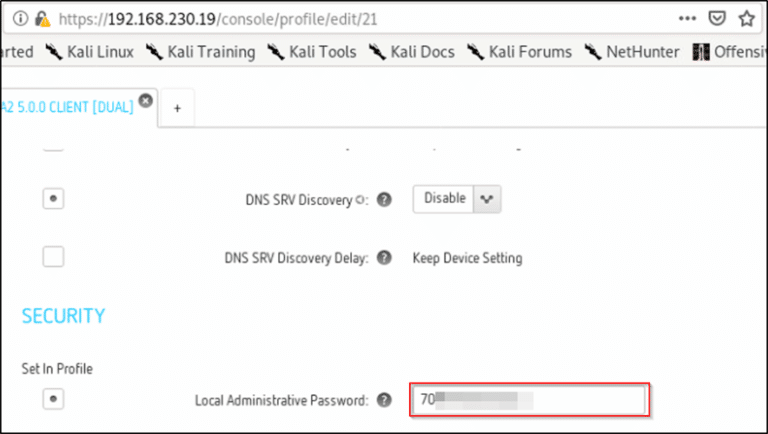 https://192.168.230.19/console/profile/edit/21
arted Kali Linux Kali Training Kali Tools Kali Docs Kali Forums NetHunter Offensiv
A2 5.0.0 CLIENT [DUAL] +
DNS SRV Discovery : ? Disable
DNS SRV Discovery Delay: ? Keep Device Setting
SECURITY
Set In Profile
Local Administrative Password: ? 70